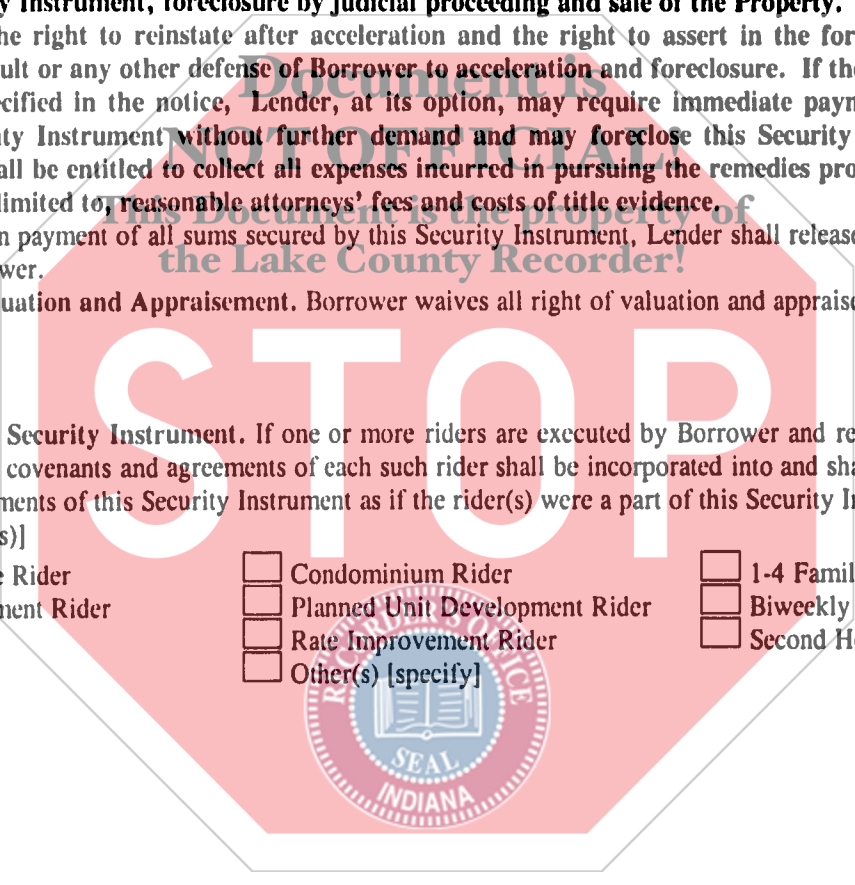 y Instrument, foreclosure by judicial proceeding and sale of the Property.
he right to reinstate after acceleration and the right to assert in the for
ult or any other defense of Borrower to acceleration and foreclosure. If the
cified in the notice, Lender, at its option, may require immediate paym
ty Instrument without further demand and may foreclose this Security
all be entitled to collect all expenses incurred in pursuing the remedies pro
limited to, reasonable attorneys' fees and costs of title evidence.
n payment of all sums secured by this Security Instrument, Lender shall release
wer.
uation and Appraisement. Borrower waives all right of valuation and appraise
Security Instrument. If one or more riders are executed by Borrower and re
covenants and agreements of each such rider shall be incorporated into and sha
ments of this Security Instrument as if the rider(s) were a part of this Security In
s)]
e Rider Condominium Rider 1-4 Famil
ment Rider Planned Unit Development Rider Biweekly
Rate Improvement Rider Second H
Other(s) [specify]
Document is
NOT OFFICIAL!
This Document is the property of
the Lake County Recorder!
STOP
RECORDER'S OFFICE
SEAL
INDIANA